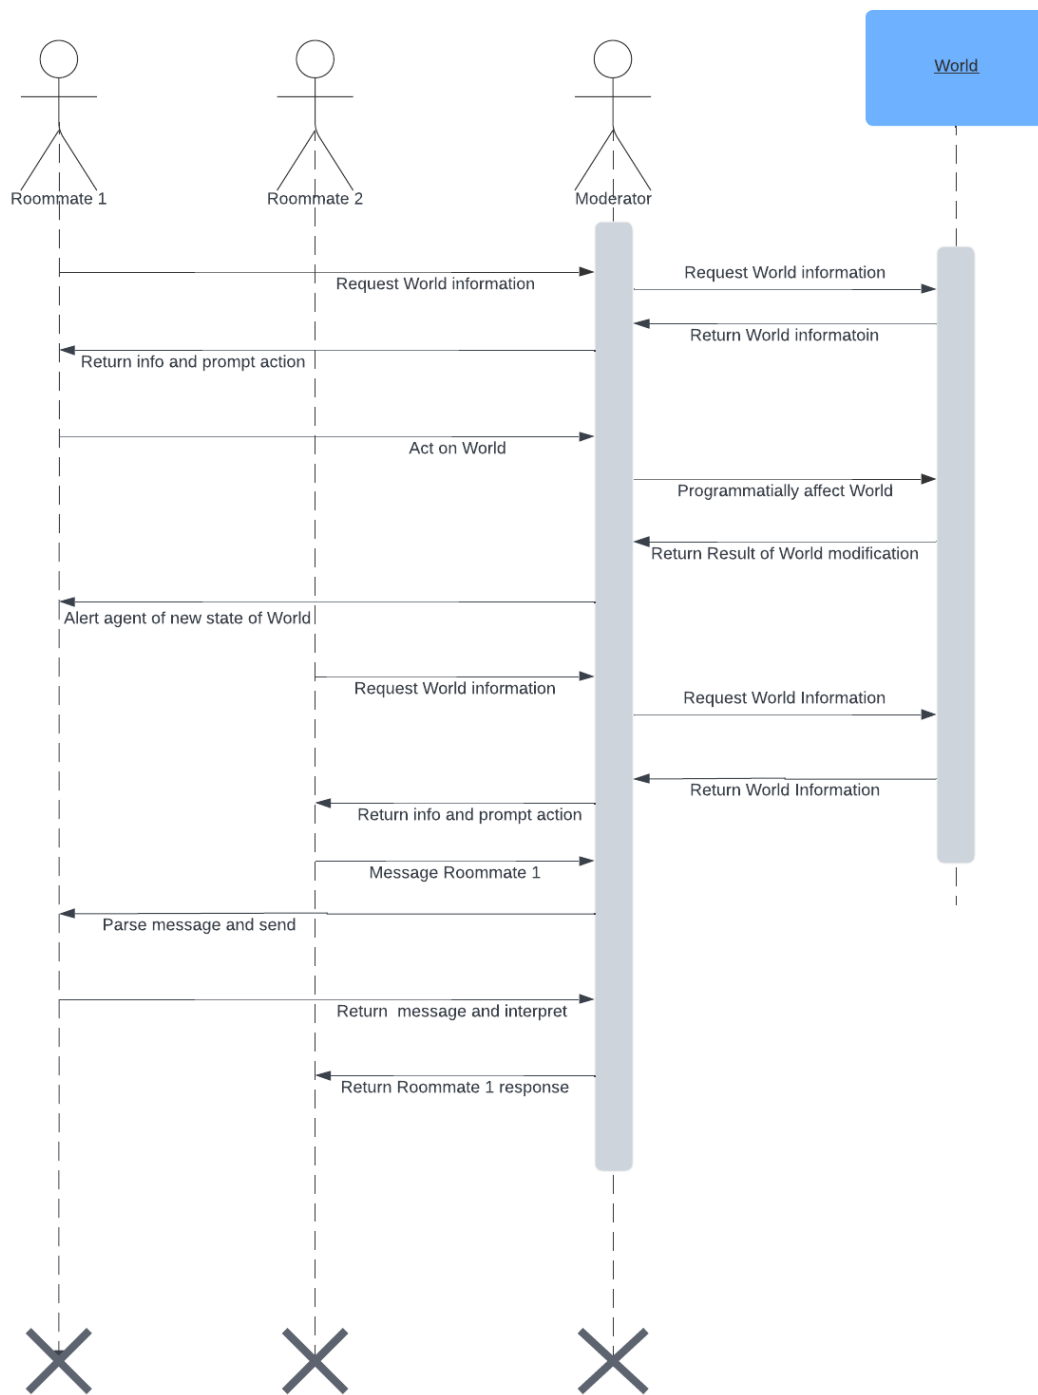 World
Roommate 1
Roommate 2
Moderator
Request World information
Request World information
Return World informatoin
Return info and prompt action
Act on World
Programmatially affect World
Return Result of World modification
Alert agent of new state of World
Request World information
Request World Information
Return World Information
Return info and prompt action
Message Roommate 1
Parse message and send
Return  message and interpret
Return Roommate 1 response